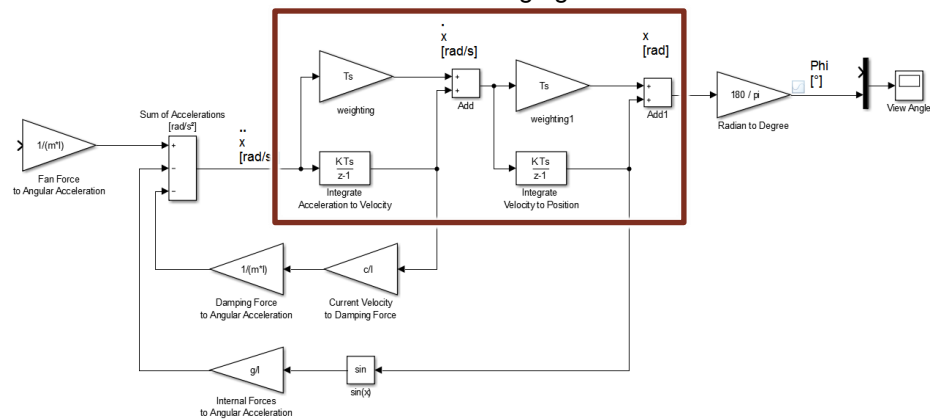 ..
x
[rad/s]
x
[rad]
Ts
weighting
+
+
Add
Ts
weighting1
+
+
Add1
180 / pi
Radian to Degree
Phi
[°]
View Angle
Sum of Accelerations
[rad/s²]
1/(m*l)
Fan Force
to Angular Acceleration
+
−
−
..
x
[rad/s
KTs
z-1
Integrate
Acceleration to Velocity
KTs
z-1
Integrate
Velocity to Position
1/(m*l)
Damping Force
to Angular Acceleration
c/l
Current Velocity
to Damping Force
g/l
Internal Forces
to Angular Acceleration
sin
sin(x)